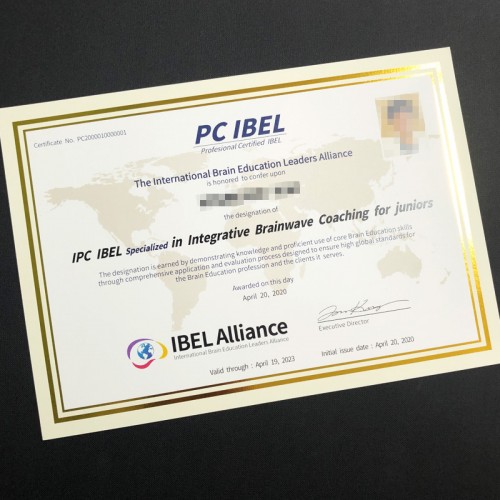 Certificate No. PC2000010000001
PC IBEL
Profesional Certified IBEL
The International Brain Education Leaders Alliance
is honored to confer upon
the designation of
IPC IBEL Specialized in Integrative Brainwave Coaching for juniors
The designation is earned by demonstrating knowledge and proficient use of core Brain Education skills
through comprehensive application and evaluation process designed to ensure high global standards for
the Brain Education profession and the clients it serves.
Awarded on this day
April 20, 2020
IBEL Alliance
International Brain Education Leaders Alliance
Executive Director
Valid through : April 19, 2023
Initial issue date : April 20, 2020